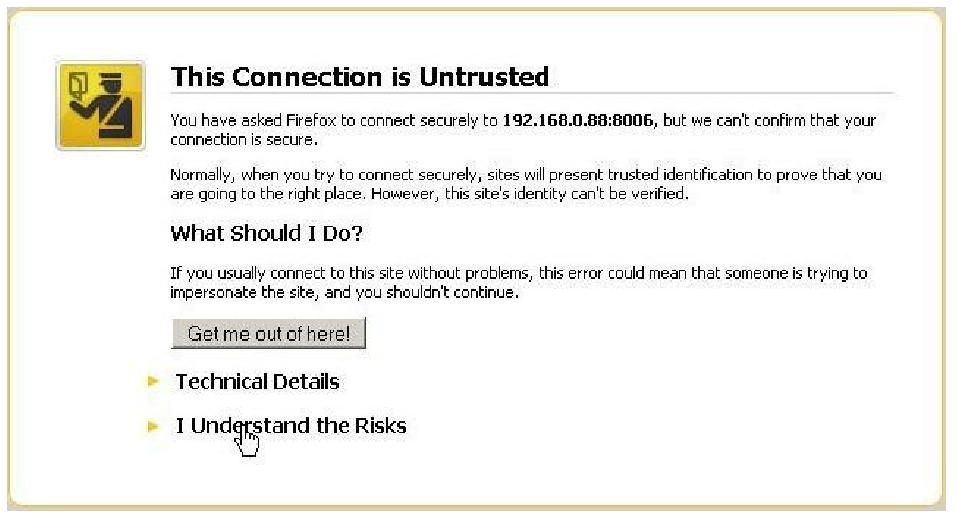 This Connection is Untrusted
You have asked Firefox to connect securely to 192.168.0.88:8006, but we can't confirm that your
connection is secure.
Normally, when you try to connect securely, sites will present trusted identification to prove that you
are going to the right place. However, this site's identity can't be verified.
What Should I Do?
If you usually connect to this site without problems, this error could mean that someone is trying to
impersonate the site, and you shouldn't continue.
Get me out of here!
Technical Details
I Understand the Risks